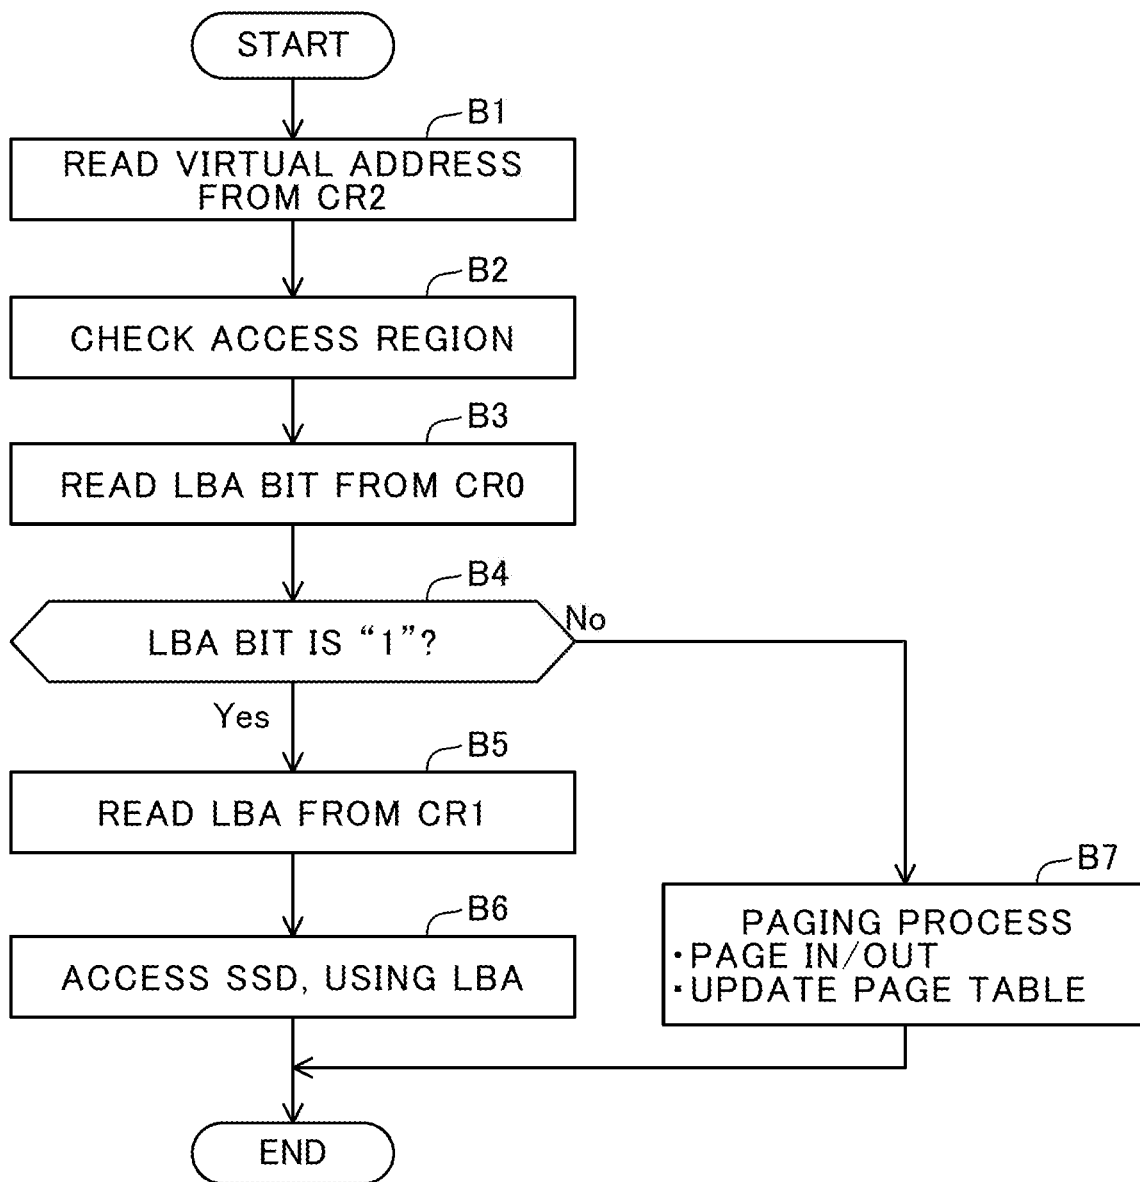 START
B1
READ VIRTUAL ADDRESS
FROM CR2
B2
CHECK ACCESS REGION
B3
READ LBA BIT FROM CR0
B4
LBA BIT IS “1”?
No
Yes
B5
READ LBA FROM CR1
B6
ACCESS SSD, USING LBA
B7
PAGING PROCESS
・PAGE IN/OUT
・UPDATE PAGE TABLE
END